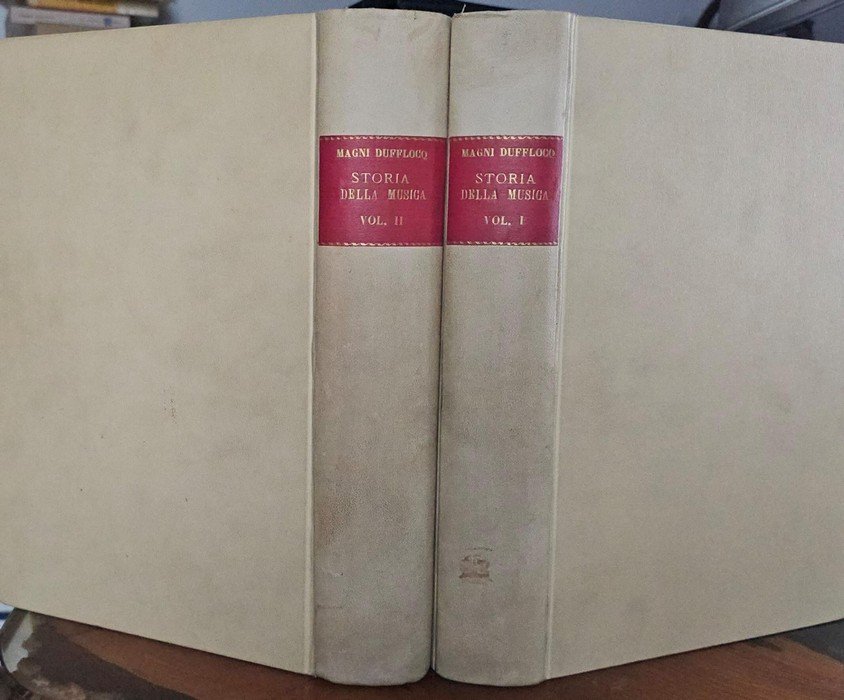 MAGNI DUFFLOCQ
STORIA
DELLA MUSICA
VOL. II
MAGNI DUFFLOCQ
STORIA
DELLA MUSICA
VOL. I